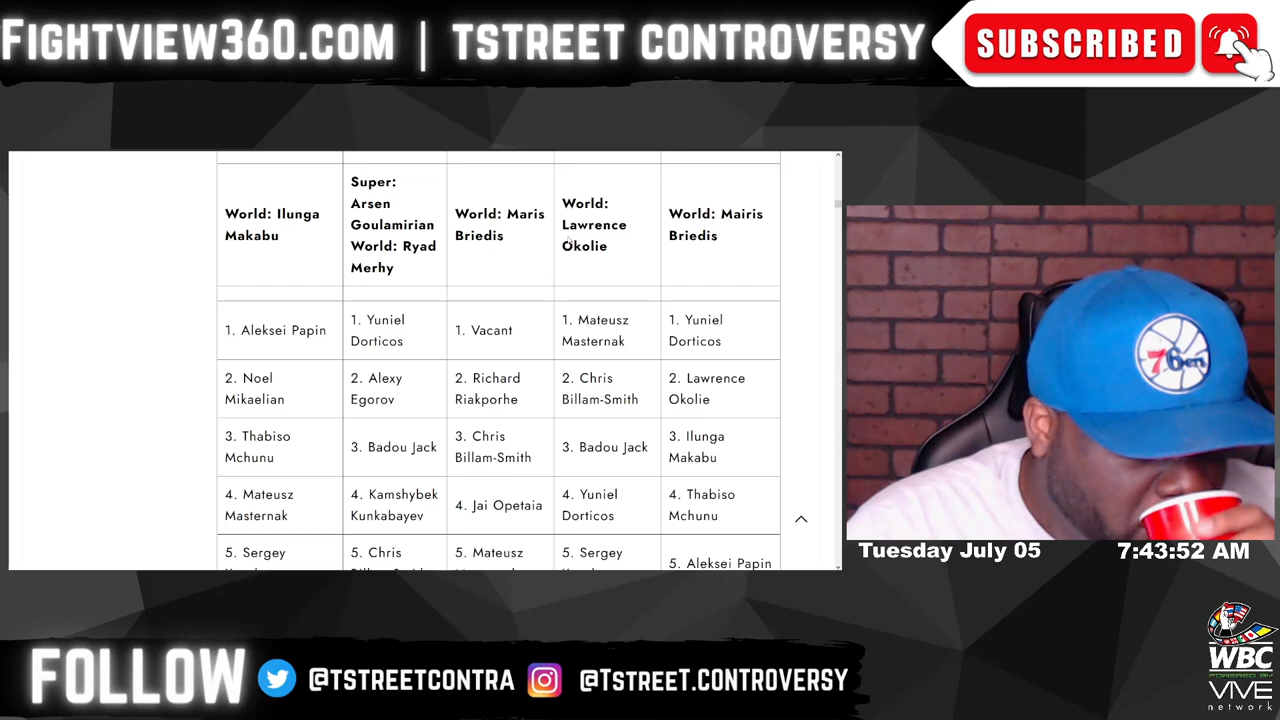 FIGHTVIEW360.COM | TSTREET CONTROVERSY
SUBSCRIBED
World: Ilunga
Makabu
Super:
Arsen
Goulamirian
World: Ryad
Merhy
World: Maris
Briedis
World:
Lawrence
Okolie
World: Mairis
Briedis
1. Aleksei Papin
1. Yuniel
Dorticos
1. Vacant
1. Mateusz
Masternak
1. Yuniel
Dorticos
2. Noel
Mikaelian
2. Alexy
Egorov
2. Richard
Riakporhe
2. Chris
Billam-Smith
2. Lawrence
Okolie
3. Thabiso
Mchunu
3. Badou Jack
3. Chris
Billam-Smith
3. Badou Jack
3. Ilunga
Makabu
4. Mateusz
Masternak
4. Kamshybek
Kunkabayev
4. Jai Opetaia
4. Yuniel
Dorticos
4. Thabiso
Mchunu
5. Sergey
5. Chris
5. Mateusz
5. Sergey
5. Aleksei Papin
76ers
Tuesday July 05
7:43:52 AM
FOLLOW
@TSTREETCONTRA
@TSTREET.CONTROVERSY
WBC
POWERED BY
VIVE
network